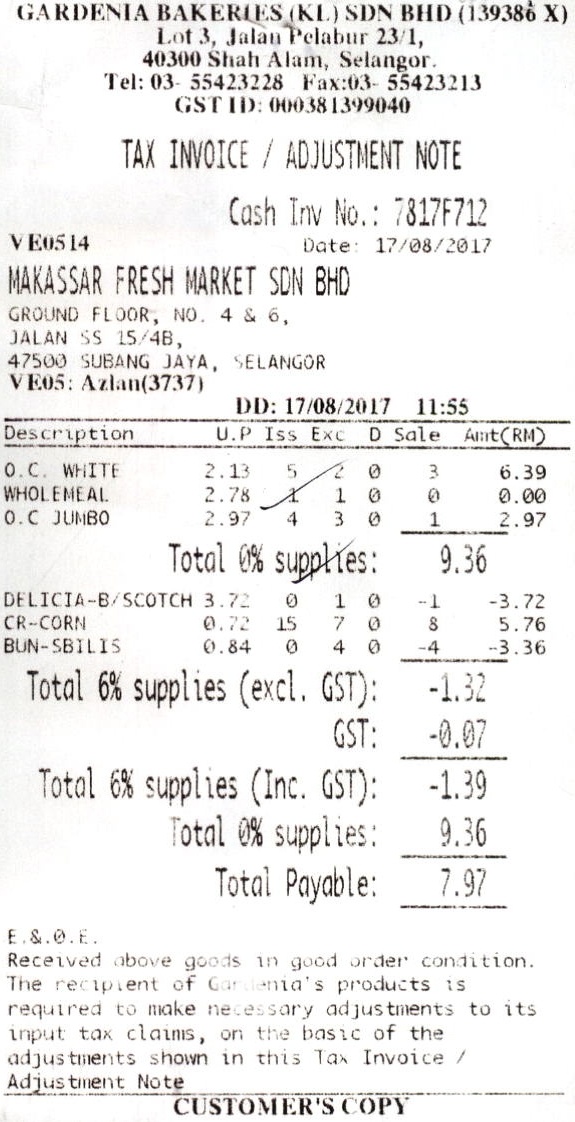 GARDENIA BAKERIES (KL) SDN BHD (139386 X)
Lot 3, Jalan Pelabur 23/1,
40300 Shah Alam, Selangor.
Tel: 03- 55423228 Fax:03- 55423213
GST ID: 000381399040
TAX INVOICE / ADJUSTMENT NOTE
Cash Inv No.: 7817F712
VE0514 Date: 17/08/2017
MAKASSAR FRESH MARKET SDN BHD
GROUND FLOOR, NO. 4 & 6,
JALAN SS 15/4B,
47500 SUBANG JAYA, SELANGOR
VE05: Azlan(3737)
DD: 17/08/2017 11:55
Description U.P Iss Exc D Sale Amt(RM)
O.C. WHITE 2.13 5 2 0 3 6.39
WHOLEMEAL 2.78 1 1 0 0 0.00
O.C JUMBO 2.97 4 3 0 1 2.97
Total 0% supplies: 9.36
DELICIA-B/SCOTCH 3.72 0 1 0 -1 -3.72
CR-CORN 0.72 15 7 0 8 5.76
BUN-SBILIS 0.84 0 4 0 -4 -3.36
Total 6% supplies (excl. GST): -1.32
GST: -0.07
Total 6% supplies (Inc. GST): -1.39
Total 0% supplies: 9.36
Total Payable: 7.97
E.&.O.E.
Received above goods in good order condition.
The recipient of Gardenia's products is
required to make necessary adjustments to its
input tax claims, on the basic of the
adjustments shown in this Tax Invoice /
Adjustment Note
CUSTOMER'S COPY